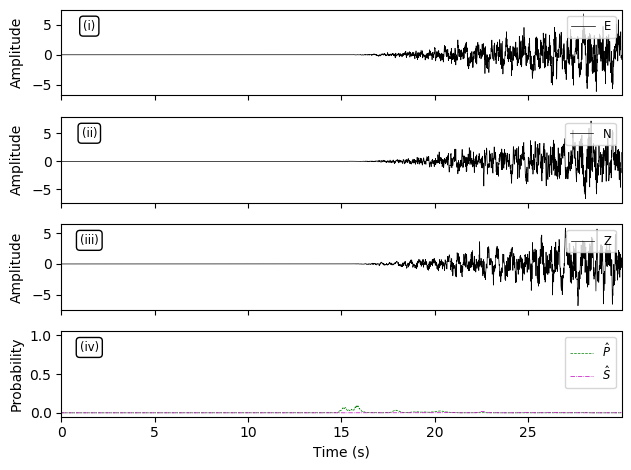 Amplitude
5
0
−5
(i)
E
Amplitude
5
0
−5
(ii)
N
Amplitude
5
0
−5
(iii)
Z
Probability
1.0
0.5
0.0
(iv)
P̂
Ŝ
0
5
10
15
20
25
Time (s)